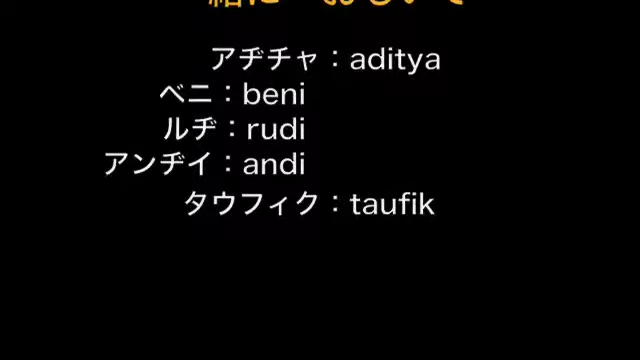 アヂチャ：aditya
ベニ：beni
ルヂ：rudi
アンヂイ：andi
タウフィク：taufik